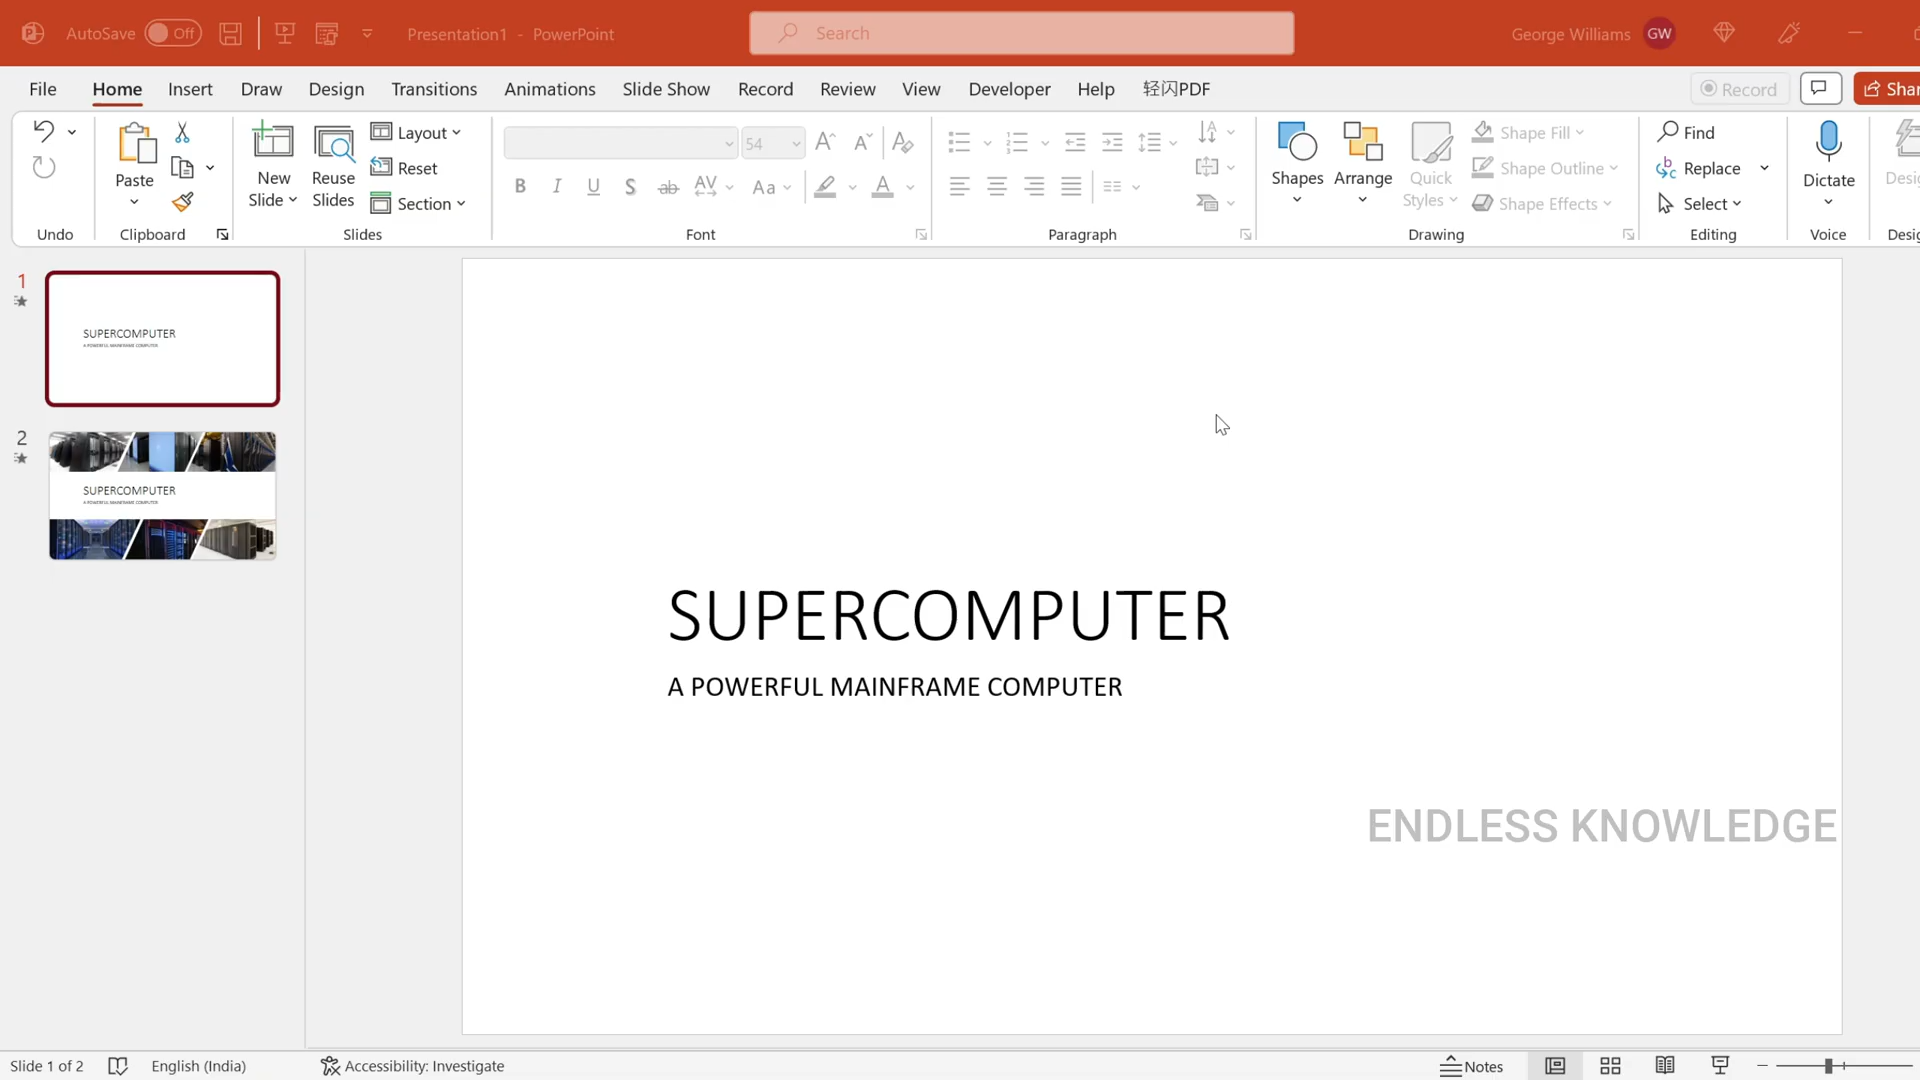 AutoSave Off Presentation1 - PowerPoint Search George Williams GW
File Home Insert Draw Design Transitions Animations Slide Show Record Review View Developer Help 轻闪PDF Record
Paste
New Slide
Reuse Slides
Layout
Reset
Section
54
B I U S ab AV Aa A
Shapes
Arrange
Quick Styles
Shape Fill
Shape Outline
Shape Effects
Find
Replace
Select
Dictate
Undo Clipboard Slides Font Paragraph Drawing Editing Voice
1
SUPERCOMPUTER
A POWERFUL MAINFRAME COMPUTER
2
SUPERCOMPUTER
A POWERFUL MAINFRAME COMPUTER
SUPERCOMPUTER
A POWERFUL MAINFRAME COMPUTER
ENDLESS KNOWLEDGE
Slide 1 of 2 English (India) Accessibility: Investigate Notes